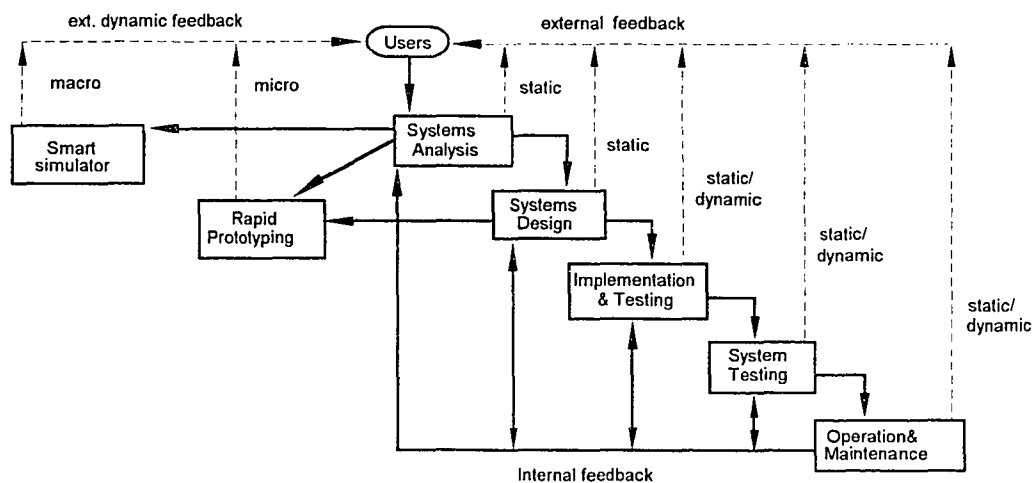 ext. dynamic feedback
Users
external feedback
macro
micro
static
Smart
simulator
Systems
Analysis
static
Rapid
Prototyping
Systems
Design
static/
dynamic
static/
dynamic
Implementation
& Testing
static/
dynamic
System
Testing
Operation&
Maintenance
Internal feedback